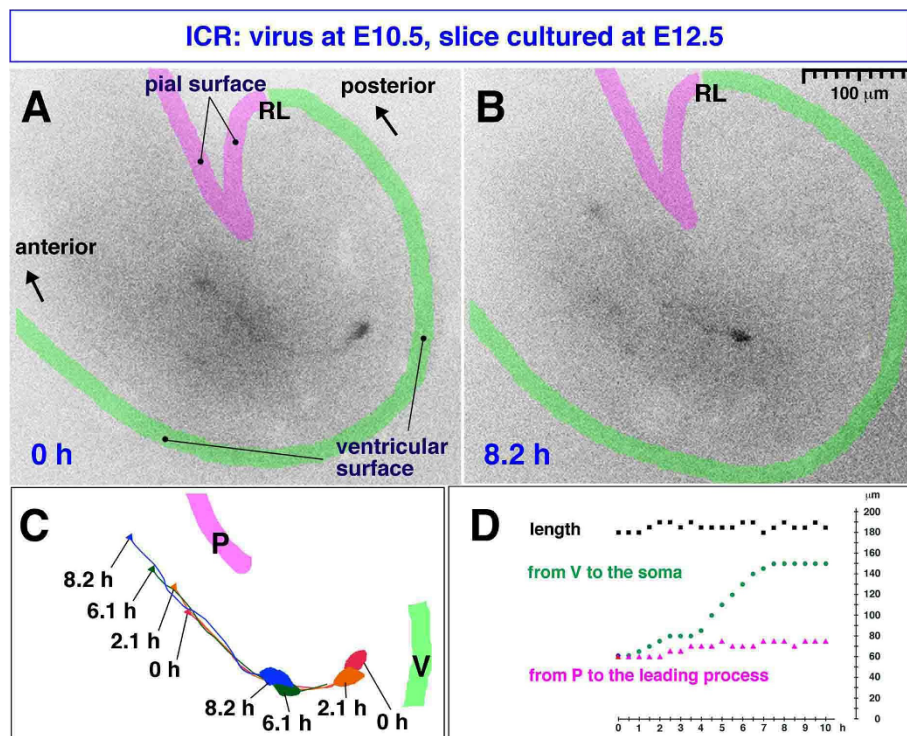 ICR: virus at E10.5, slice cultured at E12.5
A
pial surface
RL
posterior
anterior
0 h
ventricular
surface
B
RL
100 μm
8.2 h
C
P
8.2 h
6.1 h
2.1 h
0 h
V
8.2 h
6.1 h
2.1 h
0 h
D
μm
length
from V to the soma
from P to the leading process
200
180
160
140
120
100
80
60
40
20
0
0 1 2 3 4 5 6 7 8 9 10 h